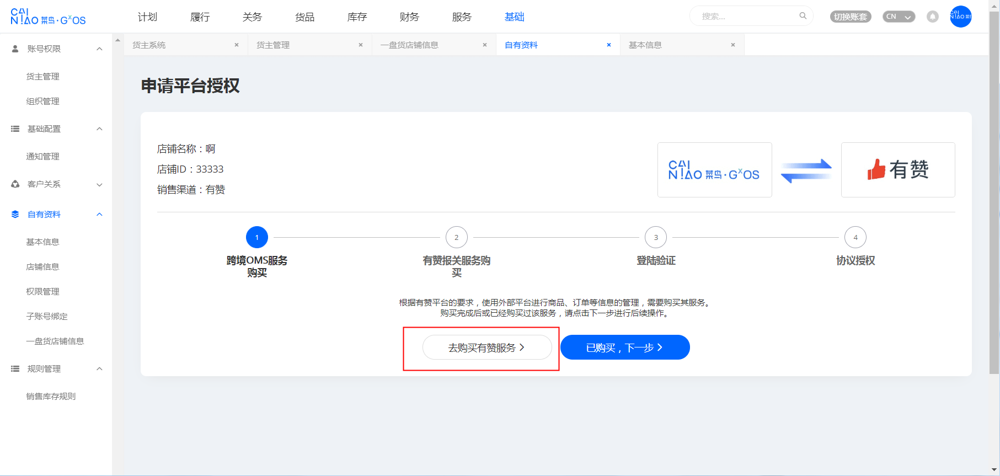 CAI
NIAO 菜鸟·GxOS
计划
履行
关务
货品
库存
财务
服务
基础
搜索...
切换账套
CN
货主系统
货主管理
一盘货店铺信息
自有资料
基本信息
账号权限
货主管理
组织管理
基础配置
通知管理
客户关系
自有资料
基本信息
店铺信息
权限管理
子账号绑定
一盘货店铺信息
规则管理
销售库存规则
申请平台授权
店铺名称：啊
店铺ID：33333
销售渠道：有赞
CAI
NIAO 菜鸟·GxOS
有赞
1
2
3
4
跨境OMS服务
购买
有赞报关服务购
买
登陆验证
协议授权
根据有赞平台的要求，使用外部平台进行商品、订单等信息的管理，需要购买其服务。
购买完成后或已经购买过该服务，请点击下一步进行后续操作。
去购买有赞服务
已购买，下一步